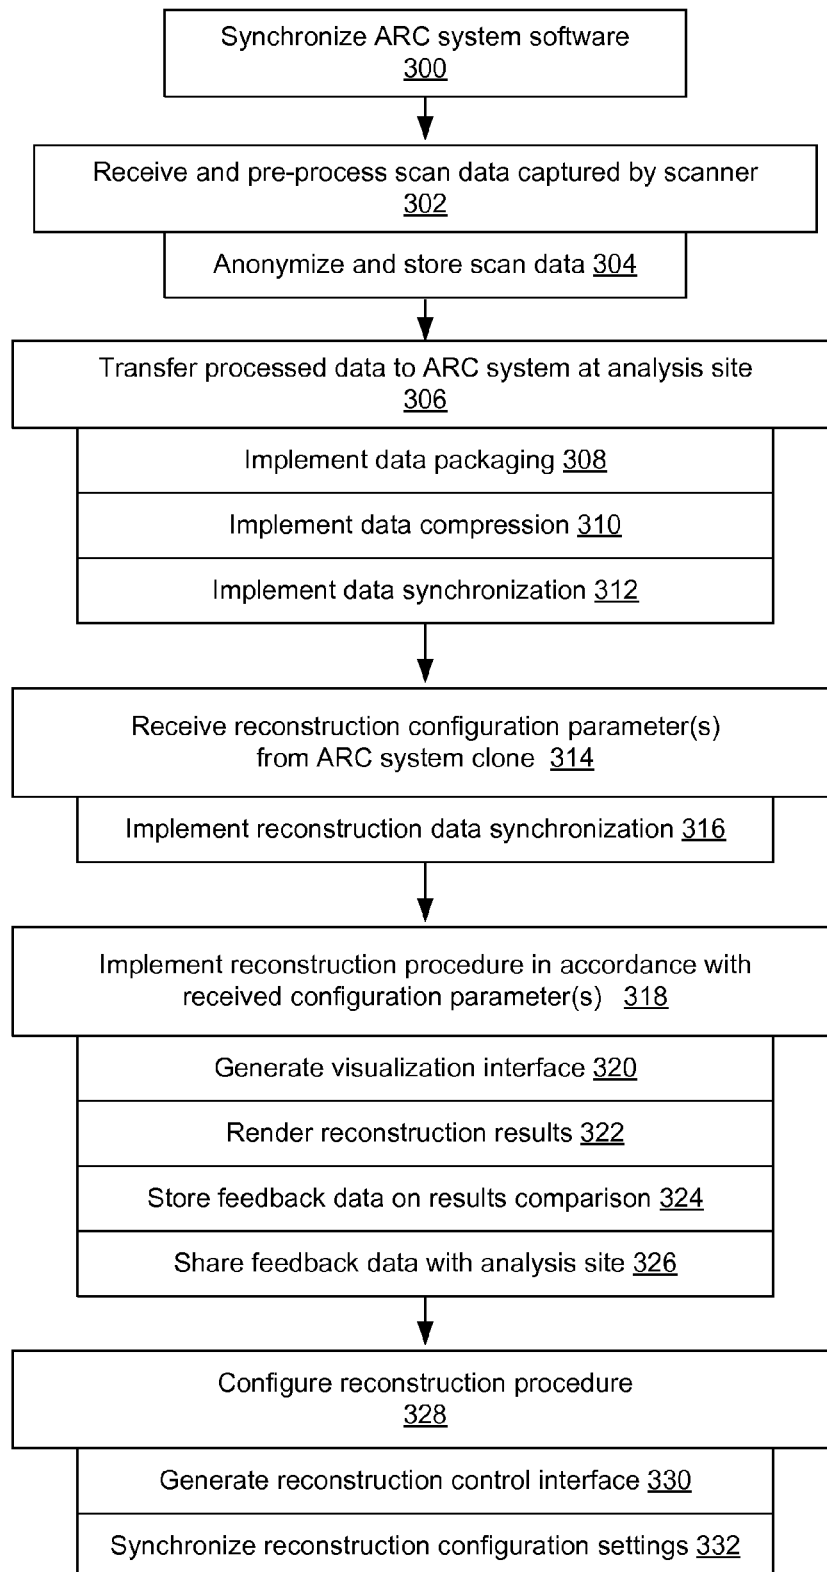 Synchronize ARC system software
300
Receive and pre-process scan data captured by scanner
302
Anonymize and store scan data 304
Transfer processed data to ARC system at analysis site
306
Implement data packaging 308
Implement data compression 310
Implement data synchronization 312
Receive reconstruction configuration parameter(s)
from ARC system clone 314
Implement reconstruction data synchronization 316
Implement reconstruction procedure in accordance with
received configuration parameter(s) 318
Generate visualization interface 320
Render reconstruction results 322
Store feedback data on results comparison 324
Share feedback data with analysis site 326
Configure reconstruction procedure
328
Generate reconstruction control interface 330
Synchronize reconstruction configuration settings 332